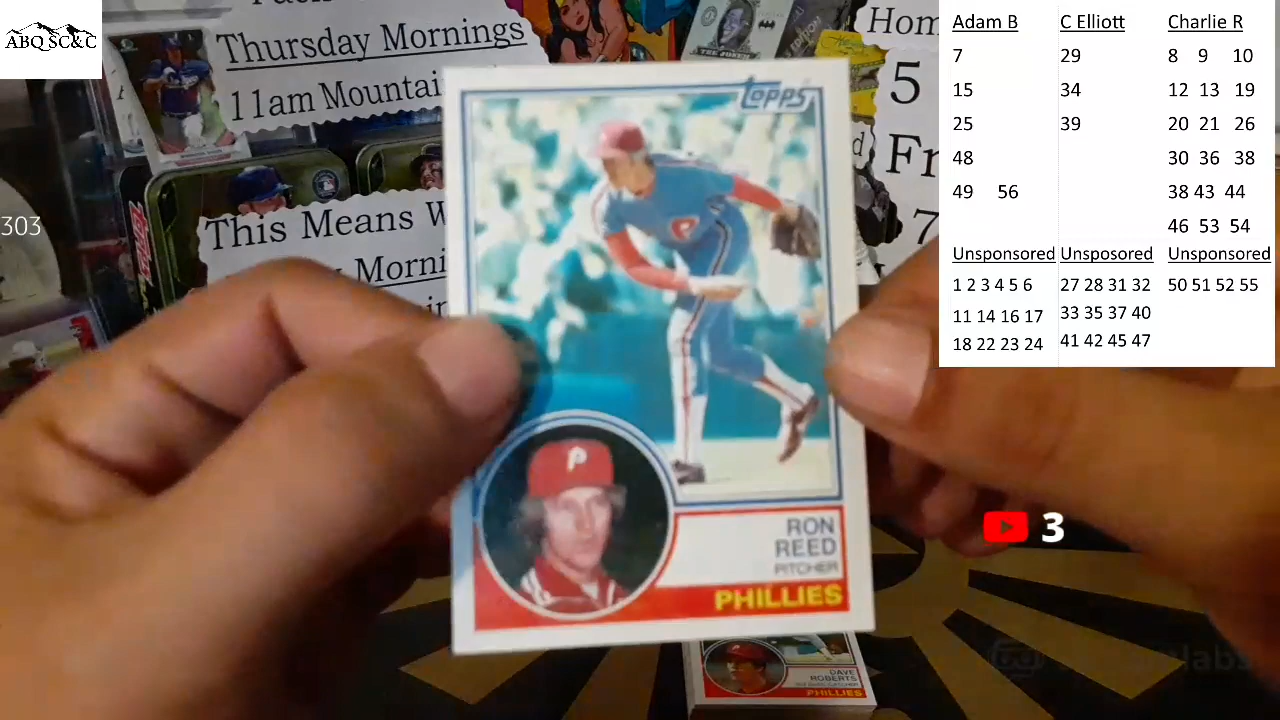 ABQ SC&C
Thursday Mornings
11am Mountai
This Means W
Morni
303
Hom
5
Fr
7
topps
RON
REED
PITCHER
PHILLIES
DAVE
ROBERTS
PHILLIES
3
Adam B C Elliott Charlie R
7 29 8 9 10
15 34 12 13 19
25 39 20 21 26
48 30 36 38
49 56 38 43 44
46 53 54
Unsponsored Unsposored Unsponsored
1 2 3 4 5 6 27 28 31 32 50 51 52 55
11 14 16 17 33 35 37 40
18 22 23 24 41 42 45 47